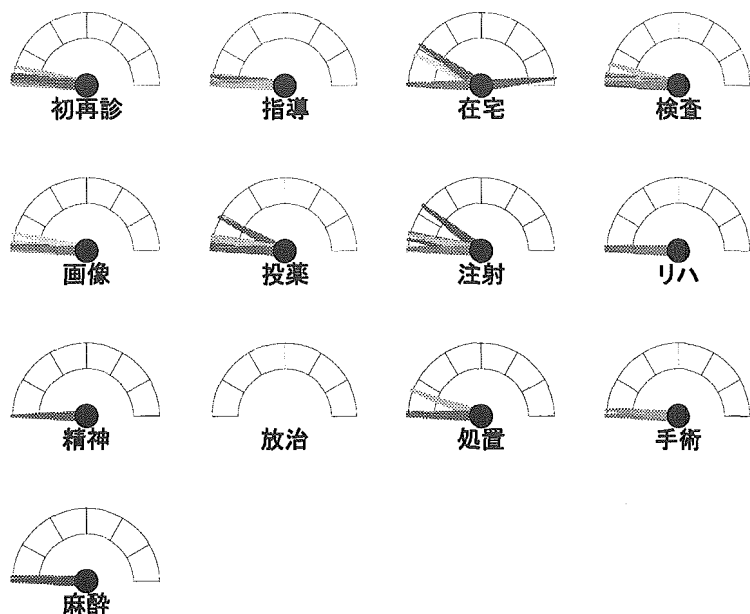 初再診
指導
在宅
検査
画像
投薬
注射
リハ
精神
放治
処置
手術
麻酔